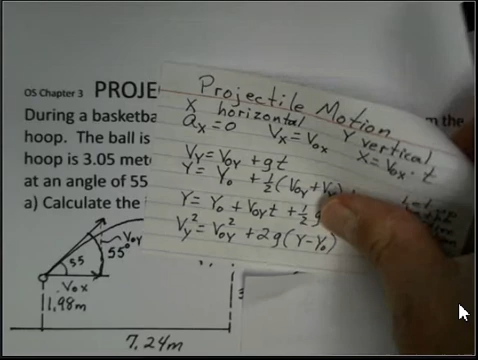 OS Chapter 3 PROJE
During a basketba
m the
hoop. The ball is
hoop is 3.05 met
at an angle of 55
a) Calculate the
Projectile Motion
X horizontal Y vertical
ax=0 Vx=Vox X=Vox·t
Vy=Voy+gt
Y=Yo+½(Voy+V
Y=Yo+Voyt+½g
Vy²=Voy²+2g(Y-Yo)
Voy
55 55°
Vox
1.98m
7.24m